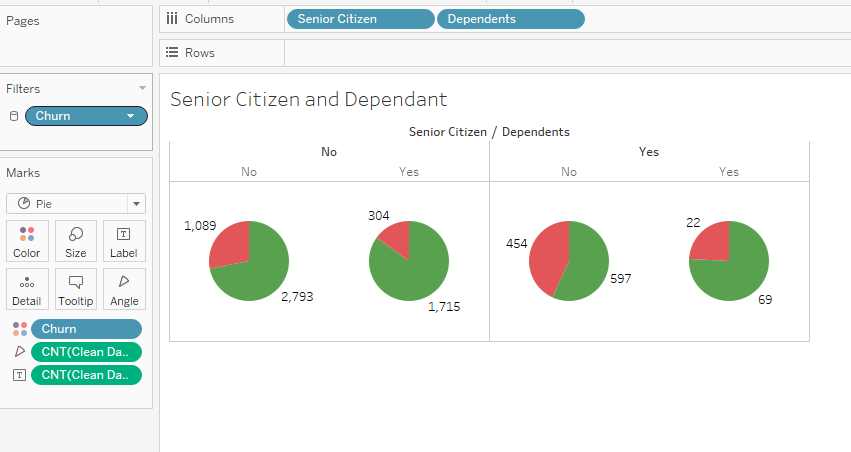 Pages
Columns
Senior Citizen
Dependents
Rows
Filters
Churn
Marks
Pie
Color
Size
Label
Detail
Tooltip
Angle
Churn
CNT(Clean Da..
CNT(Clean Da..
Senior Citizen and Dependant
Senior Citizen / Dependents
No
Yes
No
Yes
No
Yes
1,089
2,793
304
1,715
454
597
22
69